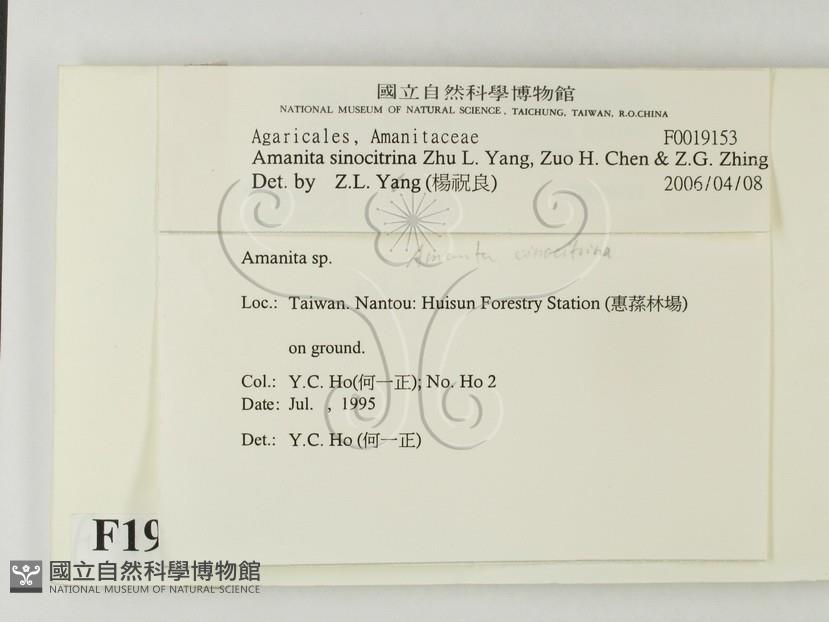 國立自然科學博物館
NATIONAL MUSEUM OF NATURAL SCIENCE, TAICHUNG, TAIWAN, R.O.CHINA
Agaricales, Amanitaceae F0019153
Amanita sinocitrina Zhu L. Yang, Zuo H. Chen & Z.G. Zhing
Det. by Z.L. Yang (楊祝良) 2006/04/08
Amanita sp. Amanita sinocitrina
Loc.: Taiwan. Nantou: Huisun Forestry Station (惠蓀林場)
on ground.
Col.: Y.C. Ho(何一正); No. Ho 2
Date: Jul. , 1995
Det.: Y.C. Ho (何一正)
F19
國立自然科學博物館
NATIONAL MUSEUM OF NATURAL SCIENCE